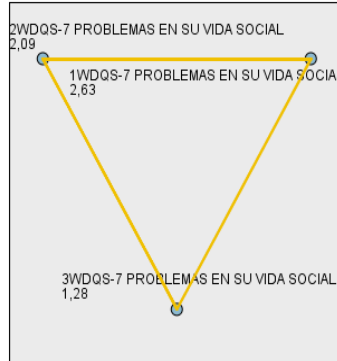 2WDQS-7 PROBLEMAS EN SU VIDA SOCIAL
2,09
1WDQS-7 PROBLEMAS EN SU VIDA SOCIA
2,63
3WDQS-7 PROBLEMAS EN SU VIDA SOCIAL
1,28